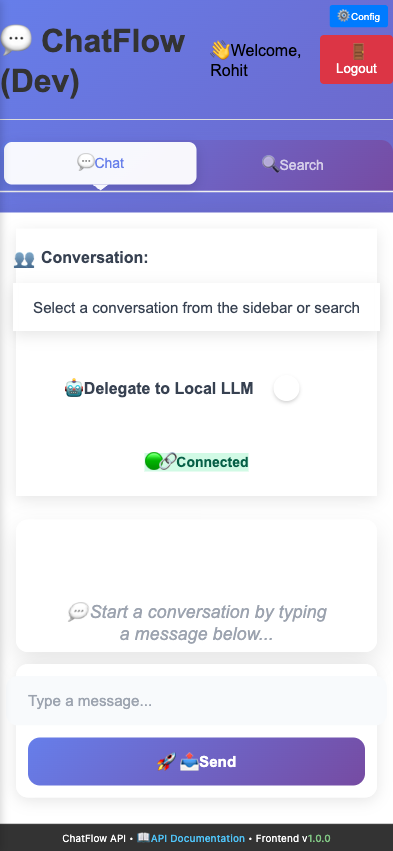 ⚙️Config
💬 ChatFlow
(Dev)
👋Welcome,
Rohit
🚪
Logout
💬Chat
🔍Search
👥 Conversation:
Select a conversation from the sidebar or search
🤖Delegate to Local LLM
🟢🔗Connected
💬Start a conversation by typing
a message below...
Type a message...
🚀 📤Send
ChatFlow API • 📖API Documentation • Frontend v1.0.0